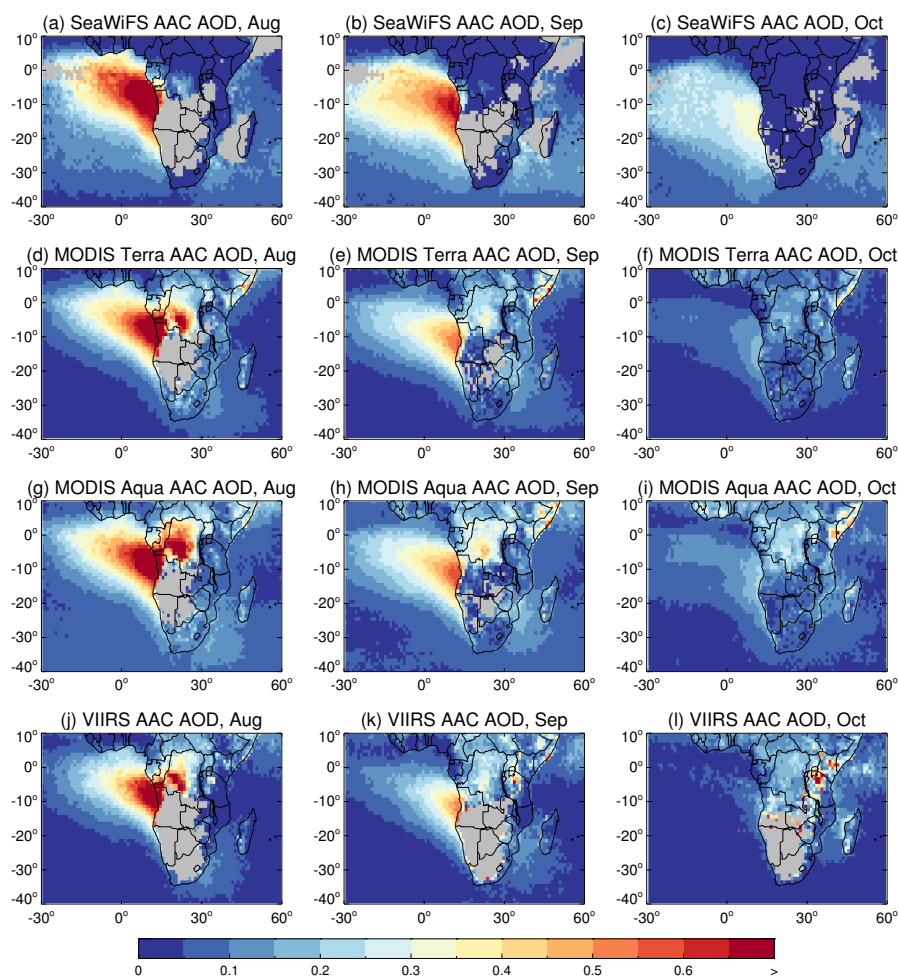 (a) SeaWiFS AAC AOD, Aug (b) SeaWiFS AAC AOD, Sep (c) SeaWiFS AAC AOD, Oct
10° 10° 10°
0° 0° 0°
-10° -10° -10°
-20° -20° -20°
-30° -30° -30°
-40° -40° -40°
-30° 0° 30° 60° -30° 0° 30° 60° -30° 0° 30° 60°
(d) MODIS Terra AAC AOD, Aug (e) MODIS Terra AAC AOD, Sep (f) MODIS Terra AAC AOD, Oct
10° 10° 10°
0° 0° 0°
-10° -10° -10°
-20° -20° -20°
-30° -30° -30°
-40° -40° -40°
-30° 0° 30° 60° -30° 0° 30° 60° -30° 0° 30° 60°
(g) MODIS Aqua AAC AOD, Aug (h) MODIS Aqua AAC AOD, Sep (i) MODIS Aqua AAC AOD, Oct
10° 10° 10°
0° 0° 0°
-10° -10° -10°
-20° -20° -20°
-30° -30° -30°
-40° -40° -40°
-30° 0° 30° 60° -30° 0° 30° 60° -30° 0° 30° 60°
(j) VIIRS AAC AOD, Aug (k) VIIRS AAC AOD, Sep (l) VIIRS AAC AOD, Oct
10° 10° 10°
0° 0° 0°
-10° -10° -10°
-20° -20° -20°
-30° -30° -30°
-40° -40° -40°
-30° 0° 30° 60° -30° 0° 30° 60° -30° 0° 30° 60°
0 0.1 0.2 0.3 0.4 0.5 0.6 >